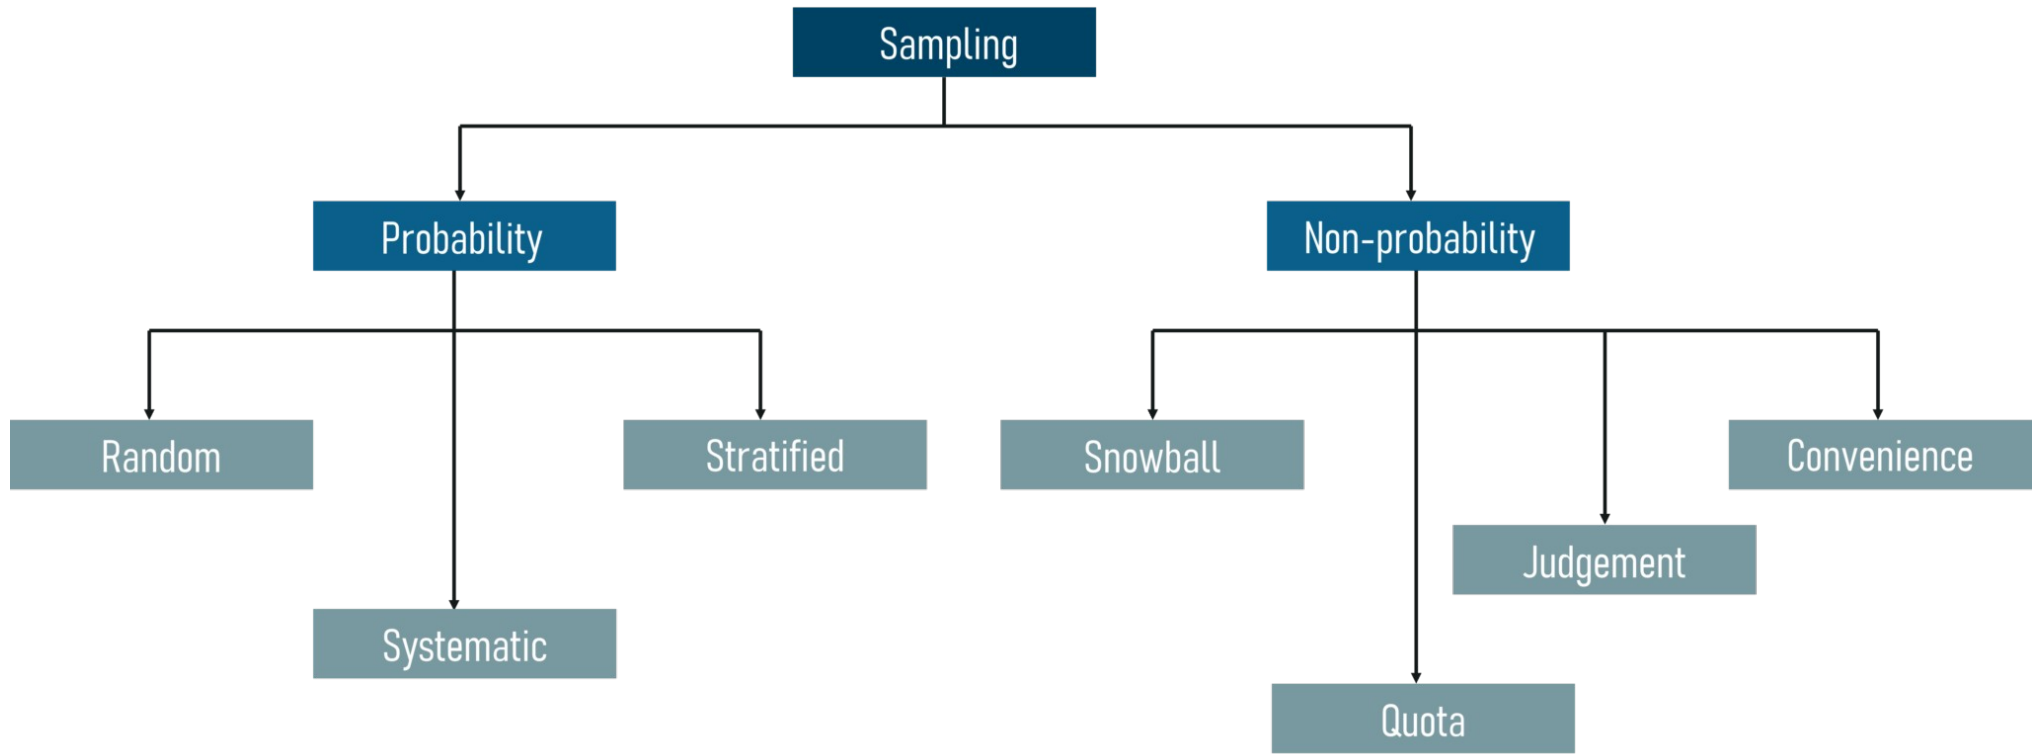 Sampling
Probability
Non-probability
Random
Stratified
Snowball
Convenience
Judgement
Systematic
Quota